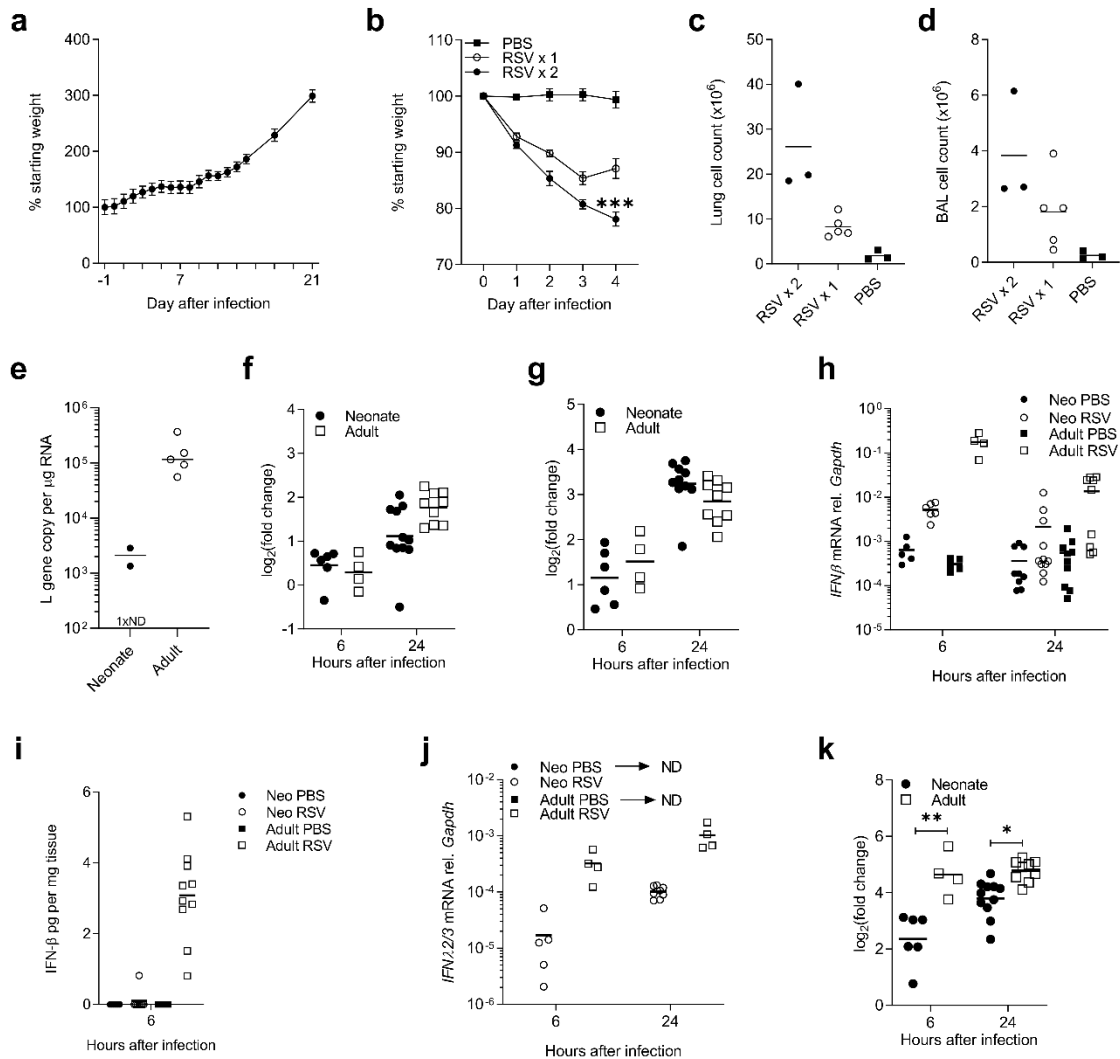 a
400
300
200
100
0
% starting weight
-1
7
21
Day after infection
b
PBS
RSV x 1
RSV x 2
110
100
90
80
70
% starting weight
***
0
1
2
3
4
Day after infection
c
50
40
30
20
10
0
Lung cell count (x10⁶)
RSV x 2
RSV x 1
PBS
d
8
6
4
2
0
BAL cell count (x10⁶)
RSV x 2
RSV x 1
PBS
e
10⁶
10⁵
10⁴
10³
10²
L gene copy per µg RNA
1xND
Neonate
Adult
f
Neonate
Adult
4
3
2
1
0
-1
log₂(fold change)
6
24
Hours after infection
g
Neonate
Adult
5
4
3
2
1
0
log₂(fold change)
6
24
Hours after infection
h
Neo PBS
Neo RSV
Adult PBS
Adult RSV
10⁰
10⁻¹
10⁻²
10⁻³
10⁻⁴
10⁻⁵
IFNβ mRNA rel. Gapdh
6
24
Hours after infection
i
Neo PBS
Neo RSV
Adult PBS
Adult RSV
6
4
2
0
IFN-β pg per mg tissue
6
Hours after infection
j
Neo PBS ND
Neo RSV
Adult PBS ND
Adult RSV
10⁻²
10⁻³
10⁻⁴
10⁻⁵
10⁻⁶
IFNλ2/3 mRNA rel. Gapdh
6
24
Hours after infection
k
Neonate
Adult
8
6
4
2
0
log₂(fold change)
**
*
6
24
Hours after infection